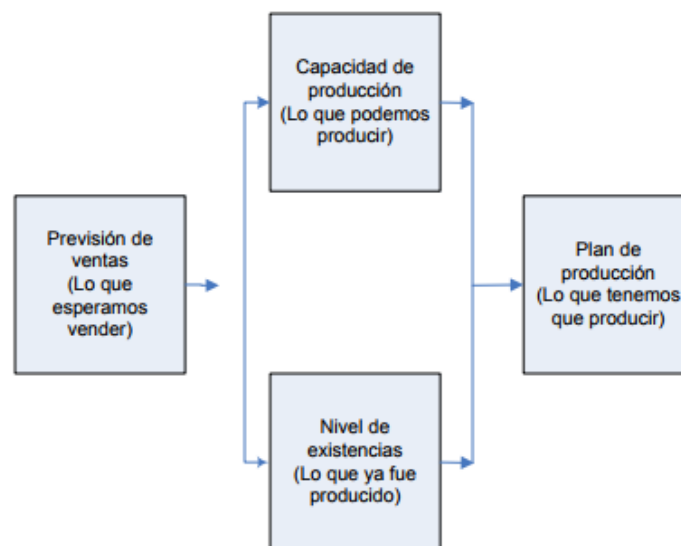 Previsión de
ventas
(Lo que
esperamos
vender)
Capacidad de
producción
(Lo que podemos
producir)
Nivel de
existencias
(Lo que ya fue
producido)
Plan de
producción
(Lo que tenemos
que producir)